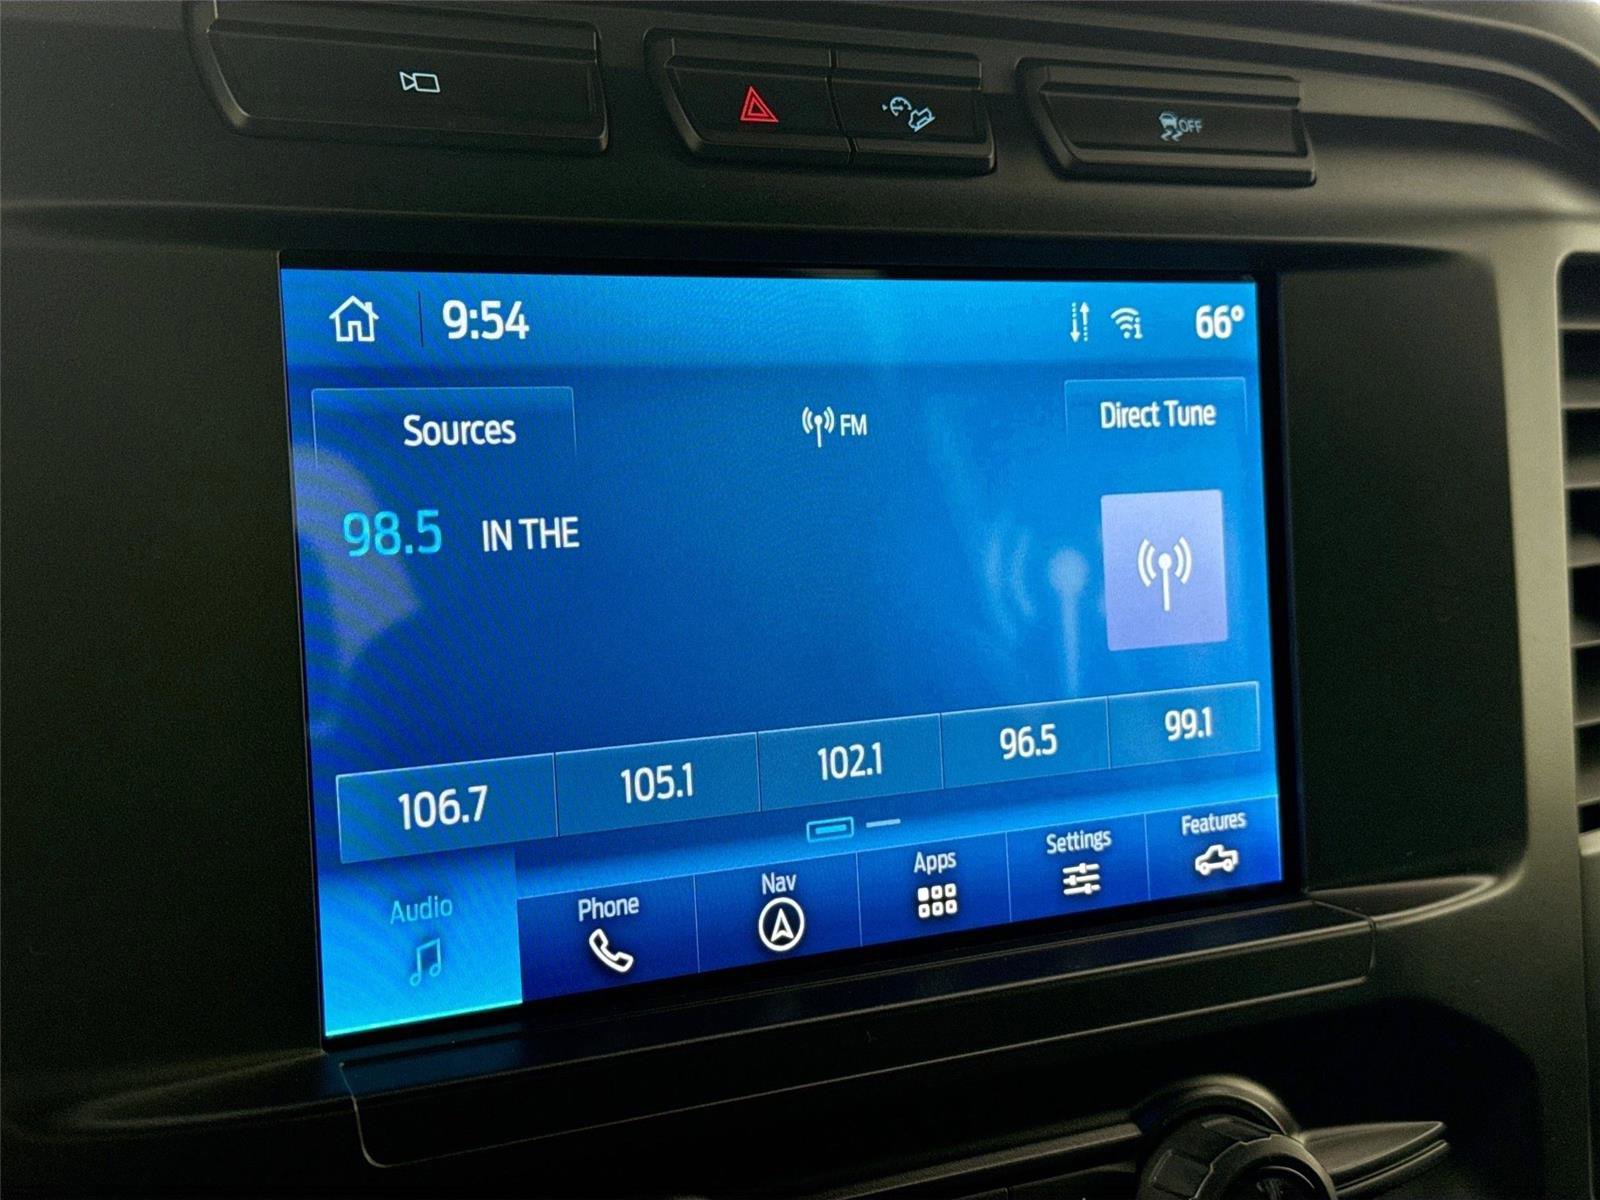 OFF
9:54
66°
Sources
FM
Direct Tune
98.5 IN THE
106.7 105.1 102.1 96.5 99.1
Audio Phone Nav Apps Settings Features